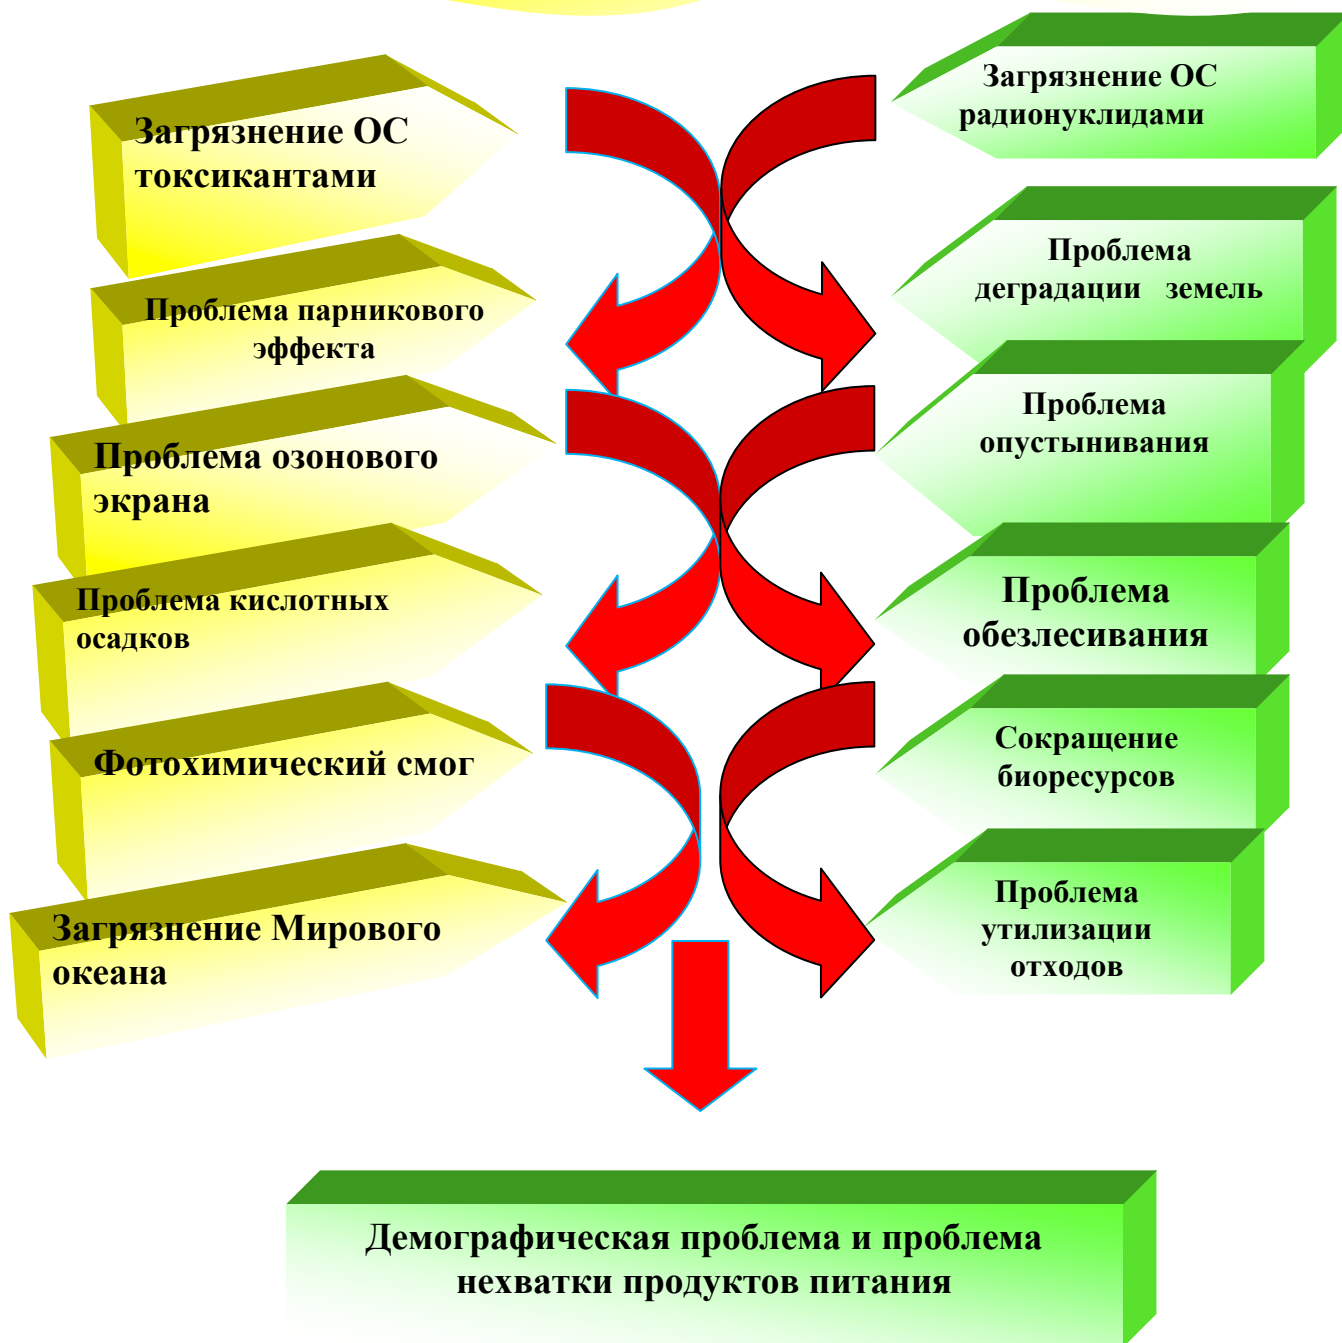 Загрязнение ОС
токсикантами
Проблема парникового
эффекта
Проблема озонового
экрана
Проблема кислотных
осадков
Фотохимический смог
Загрязнение Мирового
океана
Загрязнение ОС
радионуклидами
Проблема
деградации земель
Проблема
опустынивания
Проблема
обезлесивания
Сокращение
биоресурсов
Проблема
утилизации
отходов
Демографическая проблема и проблема
нехватки продуктов питания